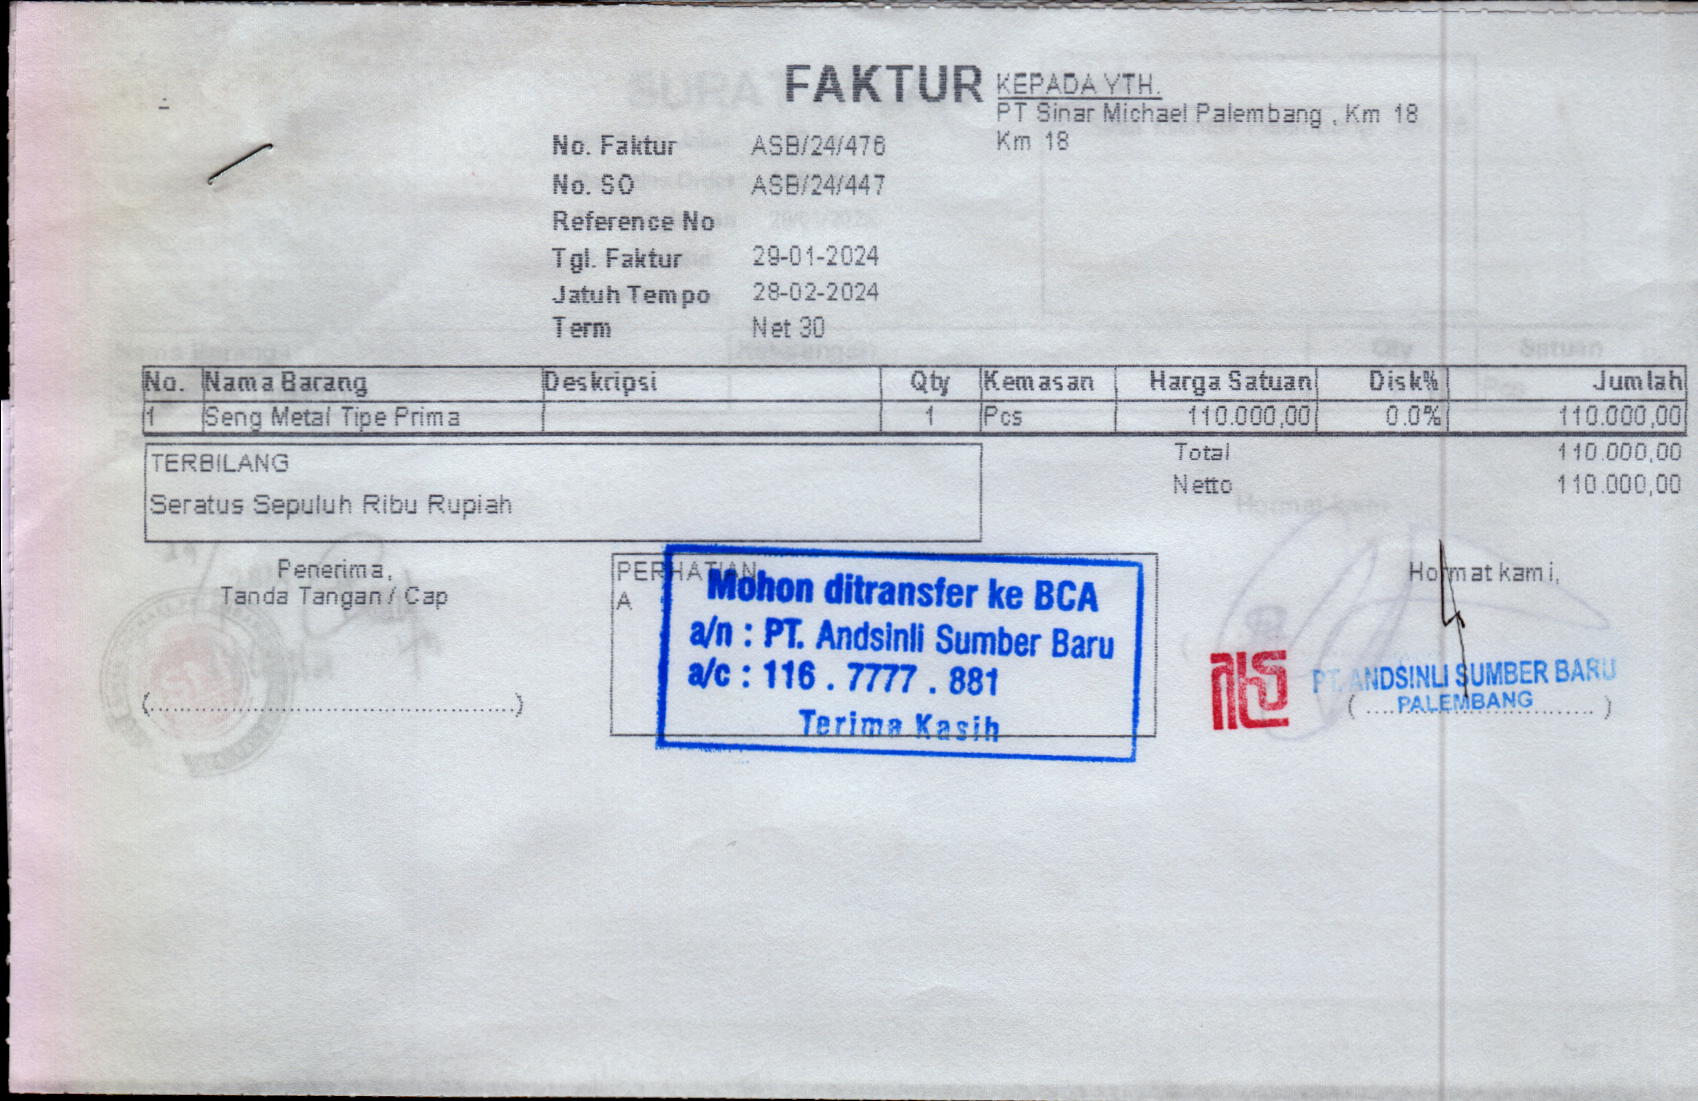 FAKTUR
KEPADA YTH.
PT Sinar Michael Palembang , Km 18
Km 18
No. Faktur ASB/24/476
No. SO ASB/24/447
Reference No
Tgl. Faktur 29-01-2024
Jatuh Tempo 28-02-2024
Term Net 30
No. Nama Barang Deskripsi Qty Kemasan Harga Satuan Disk% Jumlah
1 Seng Metal Tipe Prima 1 Pcs 110.000,00 0.0% 110.000,00
TERBILANG
Seratus Sepuluh Ribu Rupiah
Total 110.000,00
Netto 110.000,00
Penerima,
Tanda Tangan / Cap
(......................................................)
PERHATIAN
A
Mohon ditransfer ke BCA
a/n : PT. Andsinli Sumber Baru
a/c : 116 . 7777 . 881
Terima Kasih
Hormat kami,
PT. ANDSINLI SUMBER BARU
PALEMBANG